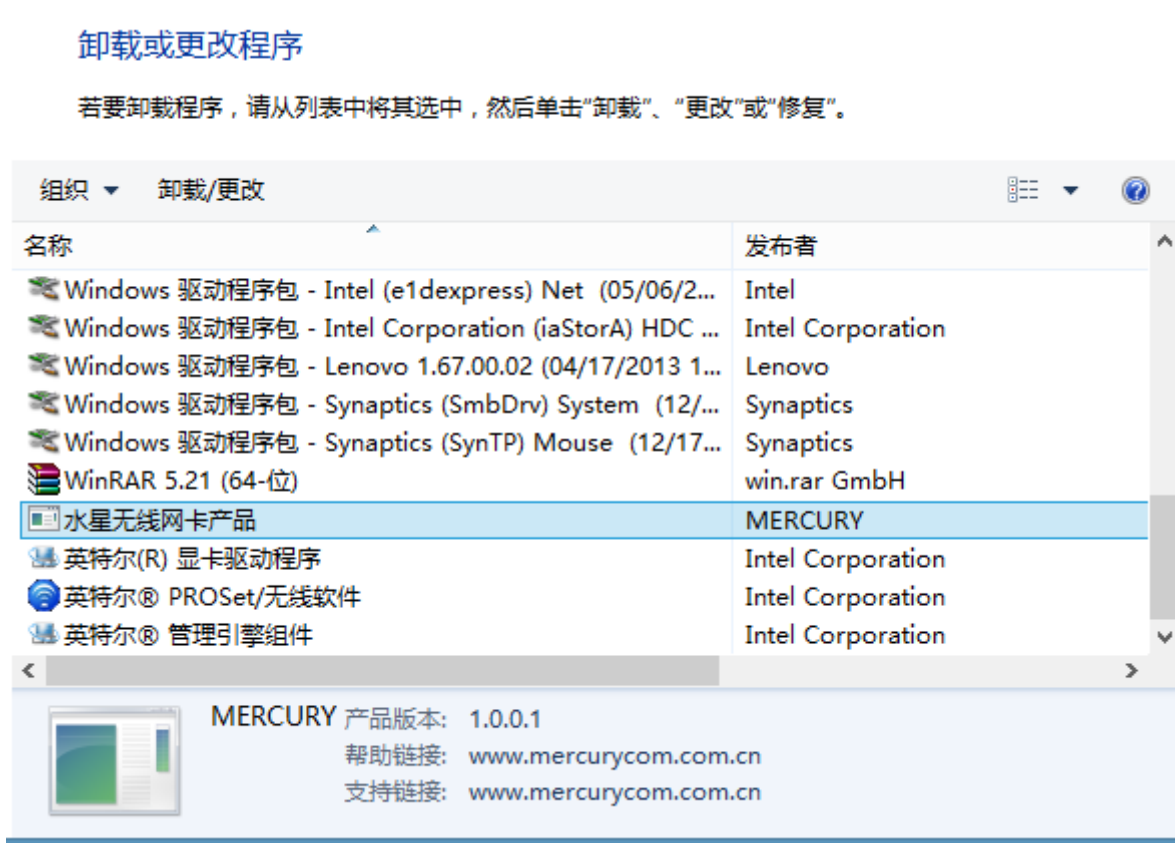 卸载或更改程序
若要卸载程序，请从列表中将其选中，然后单击“卸载”、“更改”或“修复”。
组织 卸载/更改
名称 发布者
Windows 驱动程序包 - Intel (e1dexpress) Net (05/06/2... Intel
Windows 驱动程序包 - Intel Corporation (iaStorA) HDC ... Intel Corporation
Windows 驱动程序包 - Lenovo 1.67.00.02 (04/17/2013 1... Lenovo
Windows 驱动程序包 - Synaptics (SmbDrv) System (12/... Synaptics
Windows 驱动程序包 - Synaptics (SynTP) Mouse (12/17... Synaptics
WinRAR 5.21 (64-位) win.rar GmbH
水星无线网卡产品 MERCURY
英特尔(R) 显卡驱动程序 Intel Corporation
英特尔® PROSet/无线软件 Intel Corporation
英特尔® 管理引擎组件 Intel Corporation
MERCURY 产品版本: 1.0.0.1
帮助链接: www.mercurycom.com.cn
支持链接: www.mercurycom.com.cn